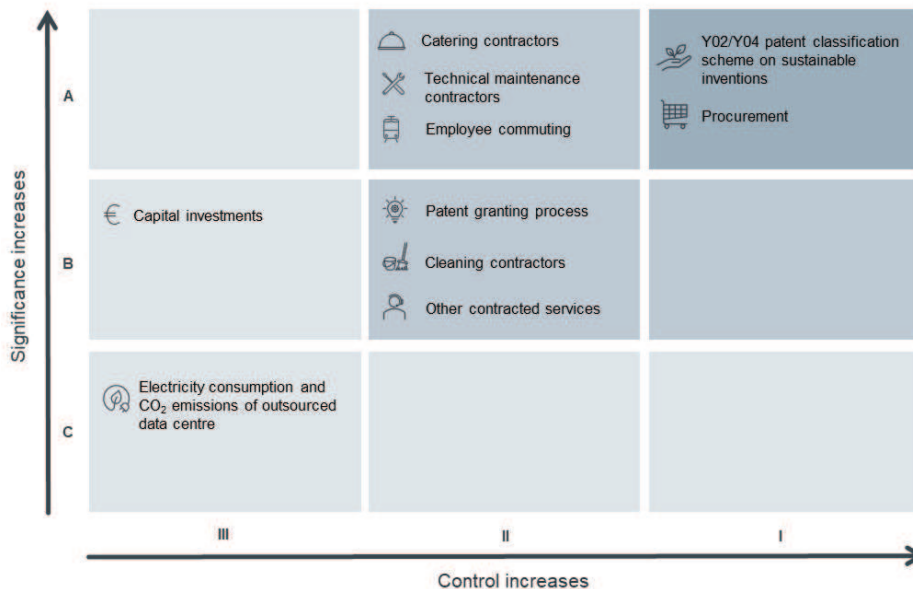 Significance increases
A
Catering contractors
Technical maintenance
contractors
Employee commuting
Y02/Y04 patent classification
scheme on sustainable
inventions
Procurement
B
€ Capital investments
Patent granting process
Cleaning contractors
Other contracted services
C
Electricity consumption and
CO₂ emissions of outsourced
data centre
III
II
I
Control increases